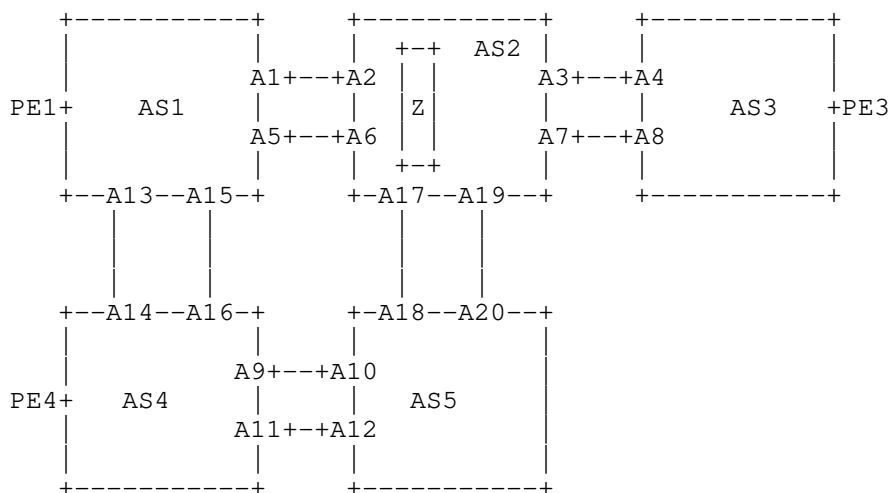 AS2
A1 A2 A3 A4
PE1 AS1 Z AS3 PE3
A5 A6 A7 A8
A13 A15 A17 A19
A14 A16 A18 A20
A9 A10
PE4 AS4 AS5
A11 A12